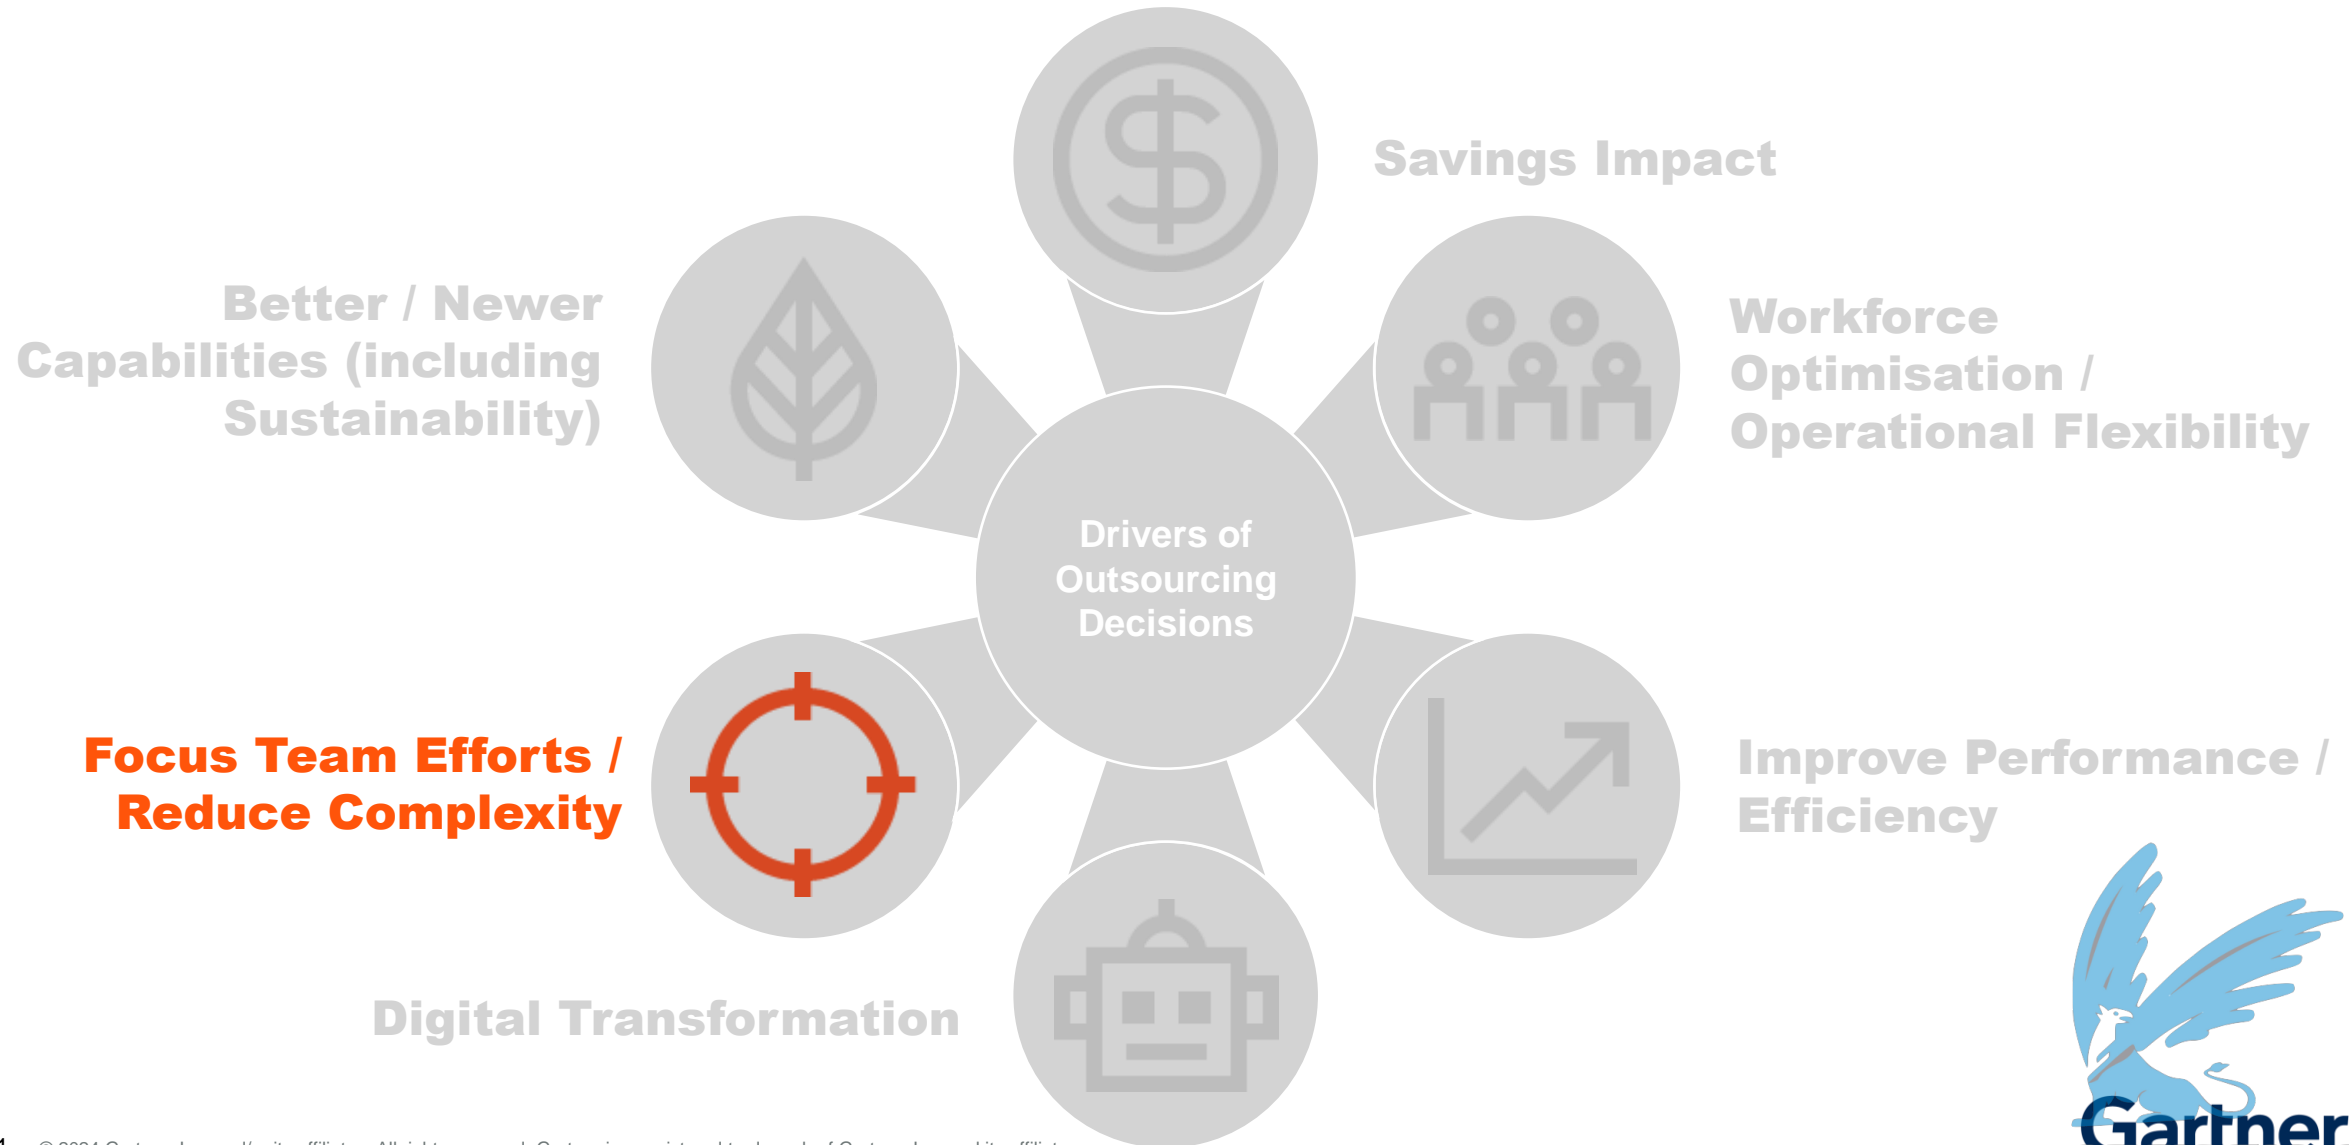 Savings Impact
Better / Newer
Capabilities (including
Sustainability)
Workforce
Optimisation /
Operational Flexibility
Drivers of
Outsourcing
Decisions
Focus Team Efforts /
Reduce Complexity
Improve Performance /
Efficiency
Digital Transformation
Gartner